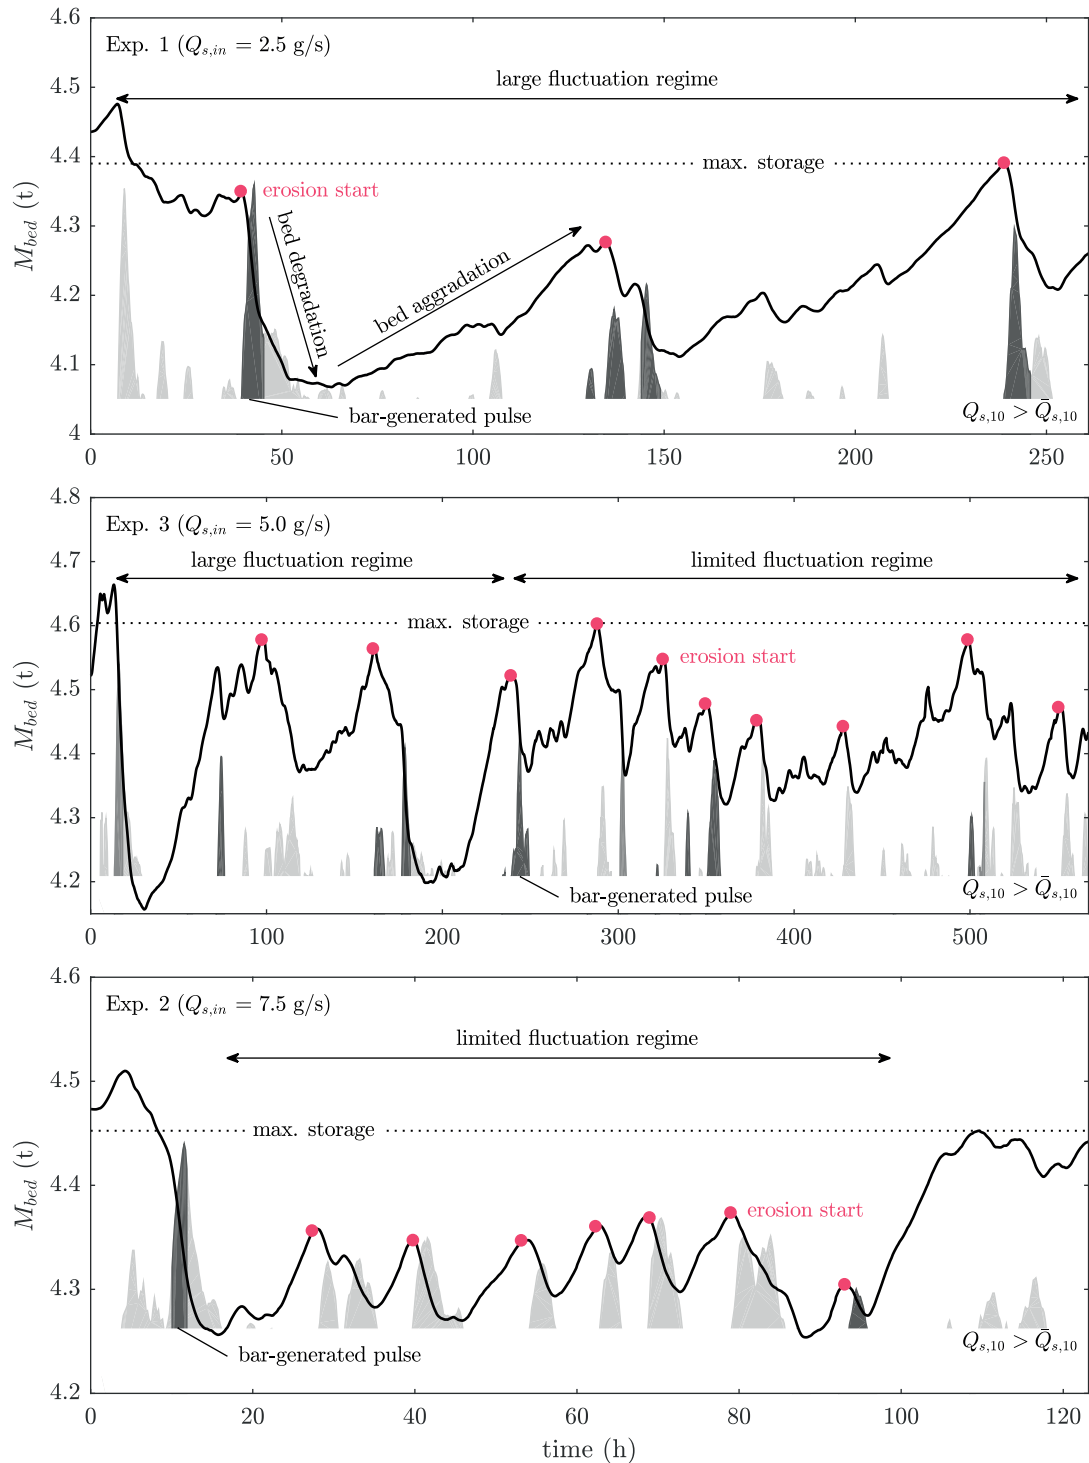 Exp. 1 (Q_{s,in} = 2.5 g/s)
large fluctuation regime
max. storage
erosion start
bed degradation
bed aggradation
bar-generated pulse
Q_{s,10} > Q̄_{s,10}
M_{bed} (t)
4.6
4.5
4.4
4.3
4.2
4.1
4
0 50 100 150 200 250
Exp. 3 (Q_{s,in} = 5.0 g/s)
large fluctuation regime
limited fluctuation regime
max. storage
erosion start
bar-generated pulse
Q_{s,10} > Q̄_{s,10}
M_{bed} (t)
4.8
4.7
4.6
4.5
4.4
4.3
4.2
0 100 200 300 400 500
Exp. 2 (Q_{s,in} = 7.5 g/s)
limited fluctuation regime
max. storage
erosion start
bar-generated pulse
Q_{s,10} > Q̄_{s,10}
M_{bed} (t)
4.6
4.5
4.4
4.3
4.2
0 20 40 60 80 100 120
time (h)